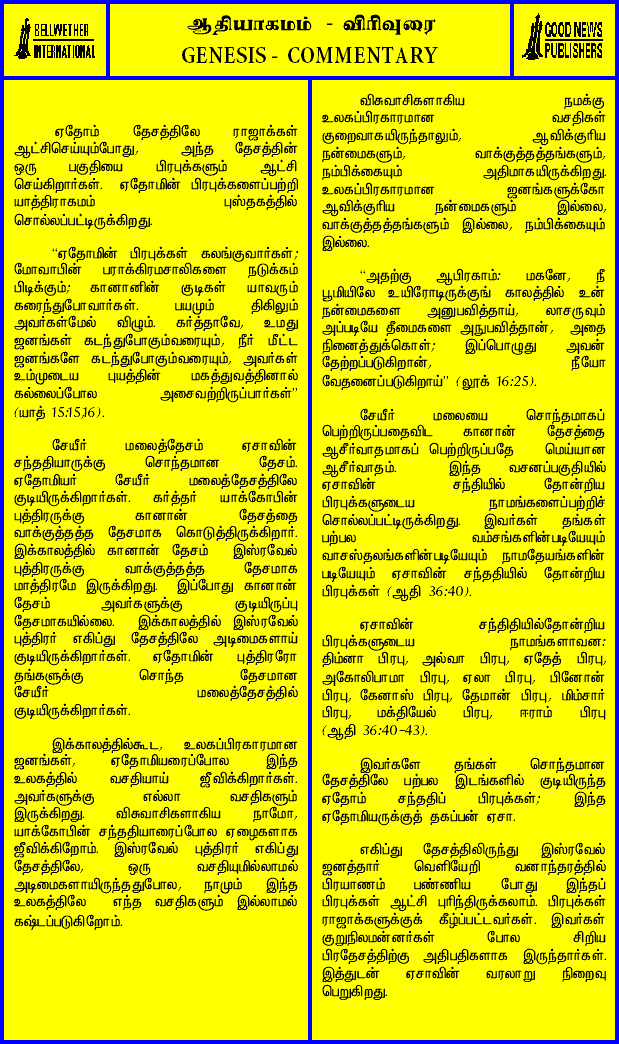 BELLWETHER
INTERNATIONAL
ஆதியாகமம் - விரிவுரை
GENESIS - COMMENTARY
GOOD NEWS
PUBLISHERS
ஏதோம் தேசத்திலே ராஜாக்கள்
ஆட்சிசெய்யும்போது, அந்த தேசத்தின்
ஒரு பகுதியை பிரபுக்களும் ஆட்சி
செய்கிறார்கள். ஏதோமின் பிரபுக்களைப்பற்றி
யாத்திராகமம் புஸ்தகத்தில்
சொல்லப்பட்டிருக்கிறது.
“ஏதோமின் பிரபுக்கள் கலங்குவார்கள்;
மோவாபின் பராக்கிரமசாலிகளை நடுக்கம்
பிடிக்கும்; கானானின் குடிகள் யாவரும்
கரைந்துபோவார்கள். பயமும் திகிலும்
அவர்கள்மேல் விழும். கர்த்தாவே, உமது
ஜனங்கள் கடந்துபோகும்வரையும், நீர் மீட்ட
ஜனங்களே கடந்துபோகும்வரையும், அவர்கள்
உம்முடைய புயத்தின் மகத்துவத்தினால்
கல்லைப்போல அசைவற்றிருப்பார்கள்”
(யாத் 15:15,16).
சேயீர் மலைத்தேசம் ஏசாவின்
சந்ததியாருக்கு சொந்தமான தேசம்.
ஏதோமியர் சேயீர் மலைத்தேசத்திலே
குடியிருக்கிறார்கள். கர்த்தர் யாக்கோபின்
புத்திரருக்கு கானான் தேசத்தை
வாக்குத்தத்த தேசமாக கொடுத்திருக்கிறார்.
இக்காலத்தில் கானான் தேசம் இஸ்ரவேல்
புத்திரருக்கு வாக்குத்தத்த தேசமாக
மாத்திரமே இருக்கிறது. இப்போது கானான்
தேசம் அவர்களுக்கு குடியிருப்பு
தேசமாகயில்லை. இக்காலத்தில் இஸ்ரவேல்
புத்திரர் எகிப்து தேசத்திலே அடிமைகளாய்
குடியிருக்கிறார்கள். ஏதோமின் புத்திரரோ
தங்களுக்கு சொந்த தேசமான
சேயீர் மலைத்தேசத்தில்
குடியிருக்கிறார்கள்.
இக்காலத்தில்கூட, உலகப்பிரகாரமான
ஜனங்கள், ஏதோமியரைப்போல இந்த
உலகத்தில் வசதியாய் ஜீவிக்கிறார்கள்.
அவர்களுக்கு எல்லா வசதிகளும்
இருக்கிறது. விசுவாசிகளாகிய நாமோ,
யாக்கோபின் சந்ததியாரைப்போல ஏழைகளாக
ஜீவிக்கிறோம். இஸ்ரவேல் புத்திரர் எகிப்து
தேசத்திலே, ஒரு வசதியுமில்லாமல்
அடிமைகளாயிருந்ததுபோல, நாமும் இந்த
உலகத்திலே எந்த வசதிகளும் இல்லாமல்
கஷ்டப்படுகிறோம்.
விசுவாசிகளாகிய நமக்கு
உலகப்பிரகாரமான வசதிகள்
குறைவாகயிருந்தாலும், ஆவிக்குரிய
நன்மைகளும், வாக்குத்தத்தங்களும்,
நம்பிக்கையும் அதிமாகயிருக்கிறது.
உலகப்பிரகாரமான ஜனங்களுக்கோ
ஆவிக்குரிய நன்மைகளும் இல்லை,
வாக்குத்தத்தங்களும் இல்லை, நம்பிக்கையும்
இல்லை.
“அதற்கு ஆபிரகாம்: மகனே, நீ
பூமியிலே உயிரோடிருக்குங் காலத்தில் உன்
நன்மைகளை அனுபவித்தாய், லாசருவும்
அப்படியே தீமைகளை அநுபவித்தான், அதை
நினைத்துக்கொள்; இப்பொழுது அவன்
தேற்றப்படுகிறான், நீயோ
வேதனைப்படுகிறாய்” (லூக் 16:25).
சேயீர் மலையை சொந்தமாகப்
பெற்றிருப்பதைவிட கானான் தேசத்தை
ஆசீர்வாதமாகப் பெற்றிருப்பதே மெய்யான
ஆசீர்வாதம். இந்த வசனப்பகுதியில்
ஏசாவின் சந்தியில் தோன்றிய
பிரபுக்களுடைய நாமங்களைப்பற்றிச்
சொல்லப்பட்டிருக்கிறது. இவர்கள் தங்கள்
பற்பல வம்சங்களின்படியேயும்
வாசஸ்தலங்களின்படியேயும் நாமதேயங்களின்
படியேயும் ஏசாவின் சந்ததியில் தோன்றிய
பிரபுக்கள் (ஆதி 36:40).
ஏசாவின் சந்திதியில்தோன்றிய
பிரபுக்களுடைய நாமங்களாவன:
திம்னா பிரபு, அல்வா பிரபு, ஏதேத் பிரபு,
அகோலிபாமா பிரபு, ஏலா பிரபு, பினோன்
பிரபு, கேனாஸ் பிரபு, தேமான் பிரபு, மிம்சார்
பிரபு, மக்தியேல் பிரபு, ஈராம் பிரபு
(ஆதி 36:40-43).
இவர்களே தங்கள் சொந்தமான
தேசத்திலே பற்பல இடங்களில் குடியிருந்த
ஏதோம் சந்ததிப் பிரபுக்கள்; இந்த
ஏதோமியருக்குத் தகப்பன் ஏசா.
எகிப்து தேசத்திலிருந்து இஸ்ரவேல்
ஜனத்தார் வெளியேறி வனாந்தரத்தில்
பிரயாணம் பண்ணிய போது இந்தப்
பிரபுக்கள் ஆட்சி புரிந்திருக்கலாம். பிரபுக்கள்
ராஜாக்களுக்குக் கீழ்ப்பட்டவர்கள். இவர்கள்
குறுநிலமன்னர்கள் போல சிறிய
பிரதேசத்திற்கு அதிபதிகளாக இருந்தார்கள்.
இத்துடன் ஏசாவின் வரலாறு நிறைவு
பெறுகிறது.